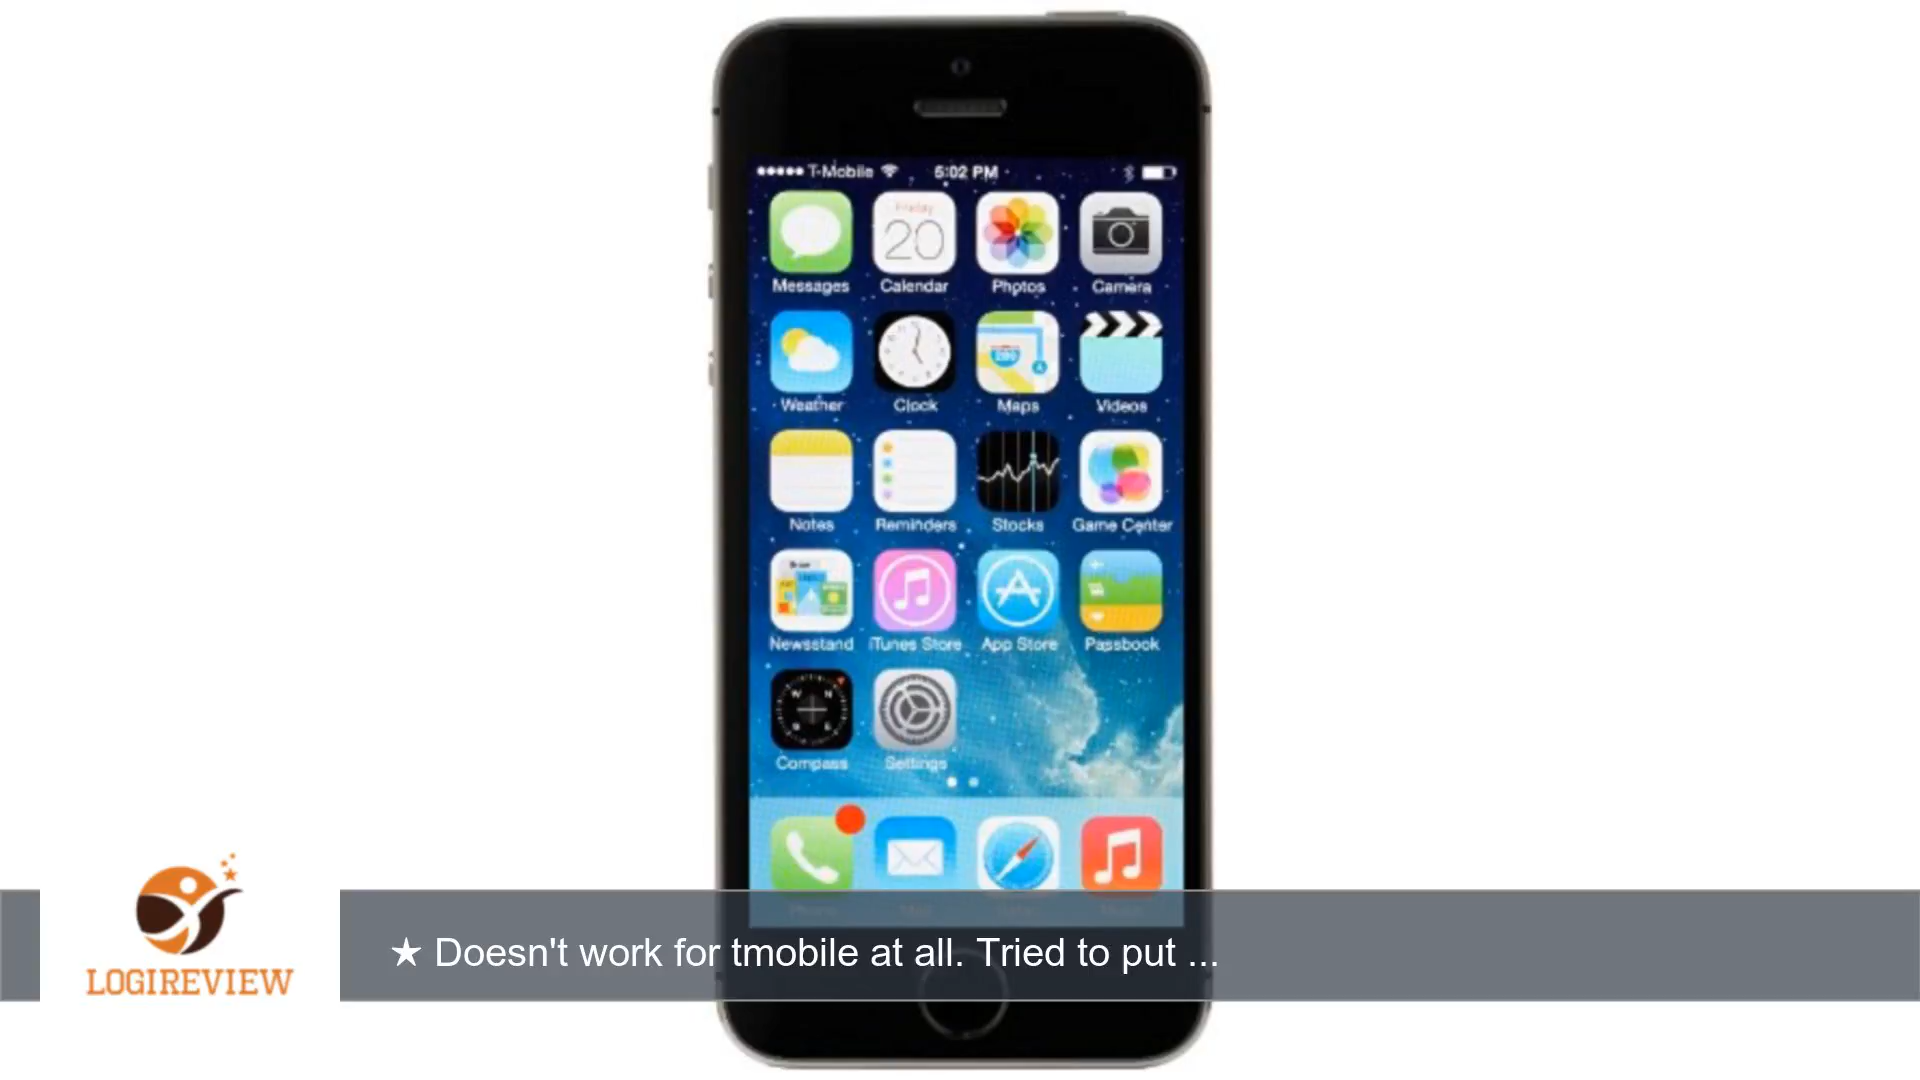 T-Mobile 5:02 PM
Friday
20
Messages Calendar Photos Camera
280
Weather Clock Maps Videos
Notes Reminders Stocks Game Center
Newsstand iTunes Store App Store Passbook
W N
Compass Settings
★ Doesn't work for tmobile at all. Tried to put ...
LOGIREVIEW